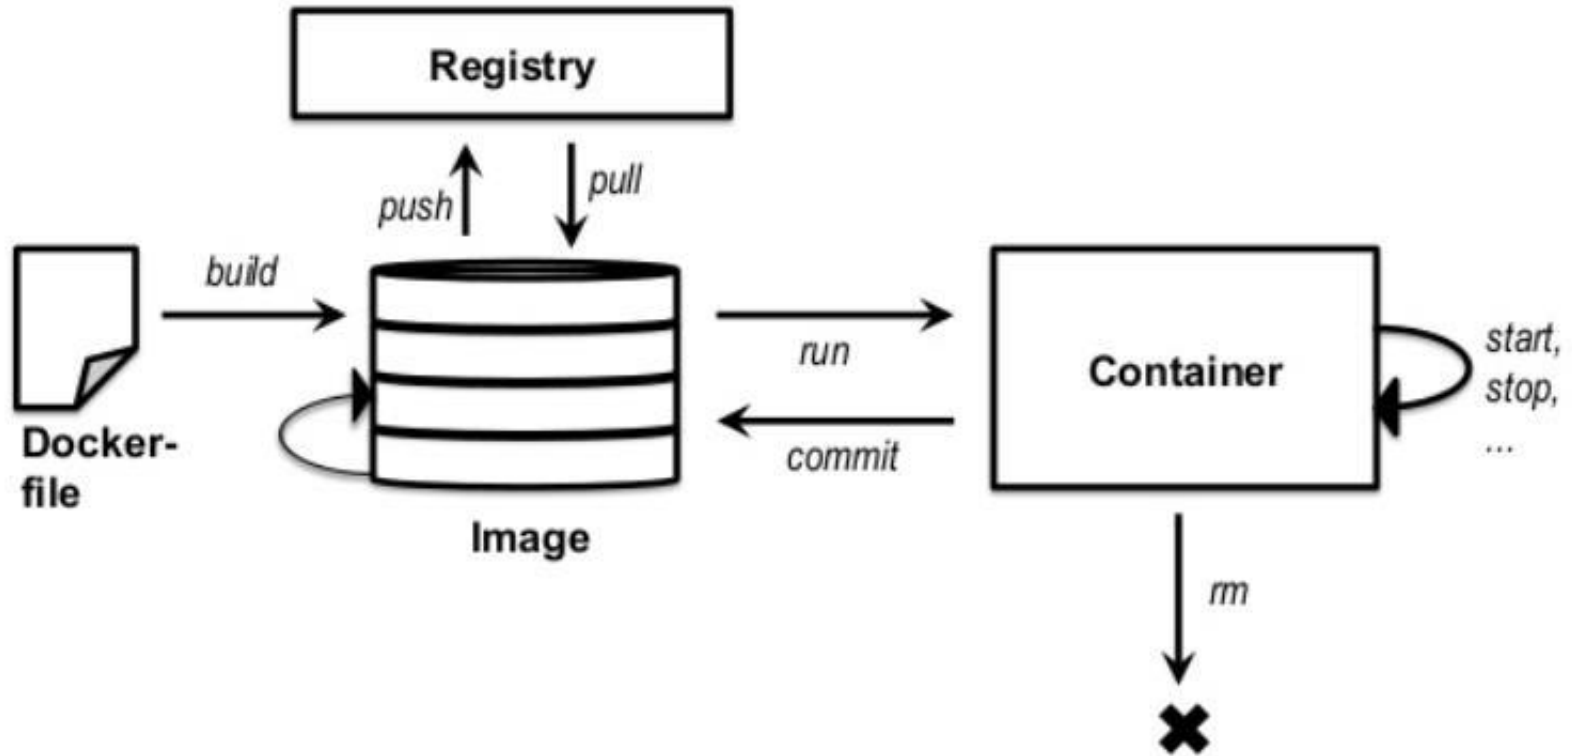 Registry
push
pull
build
Docker-
file
Image
run
commit
Container
start,
stop,
...
rm